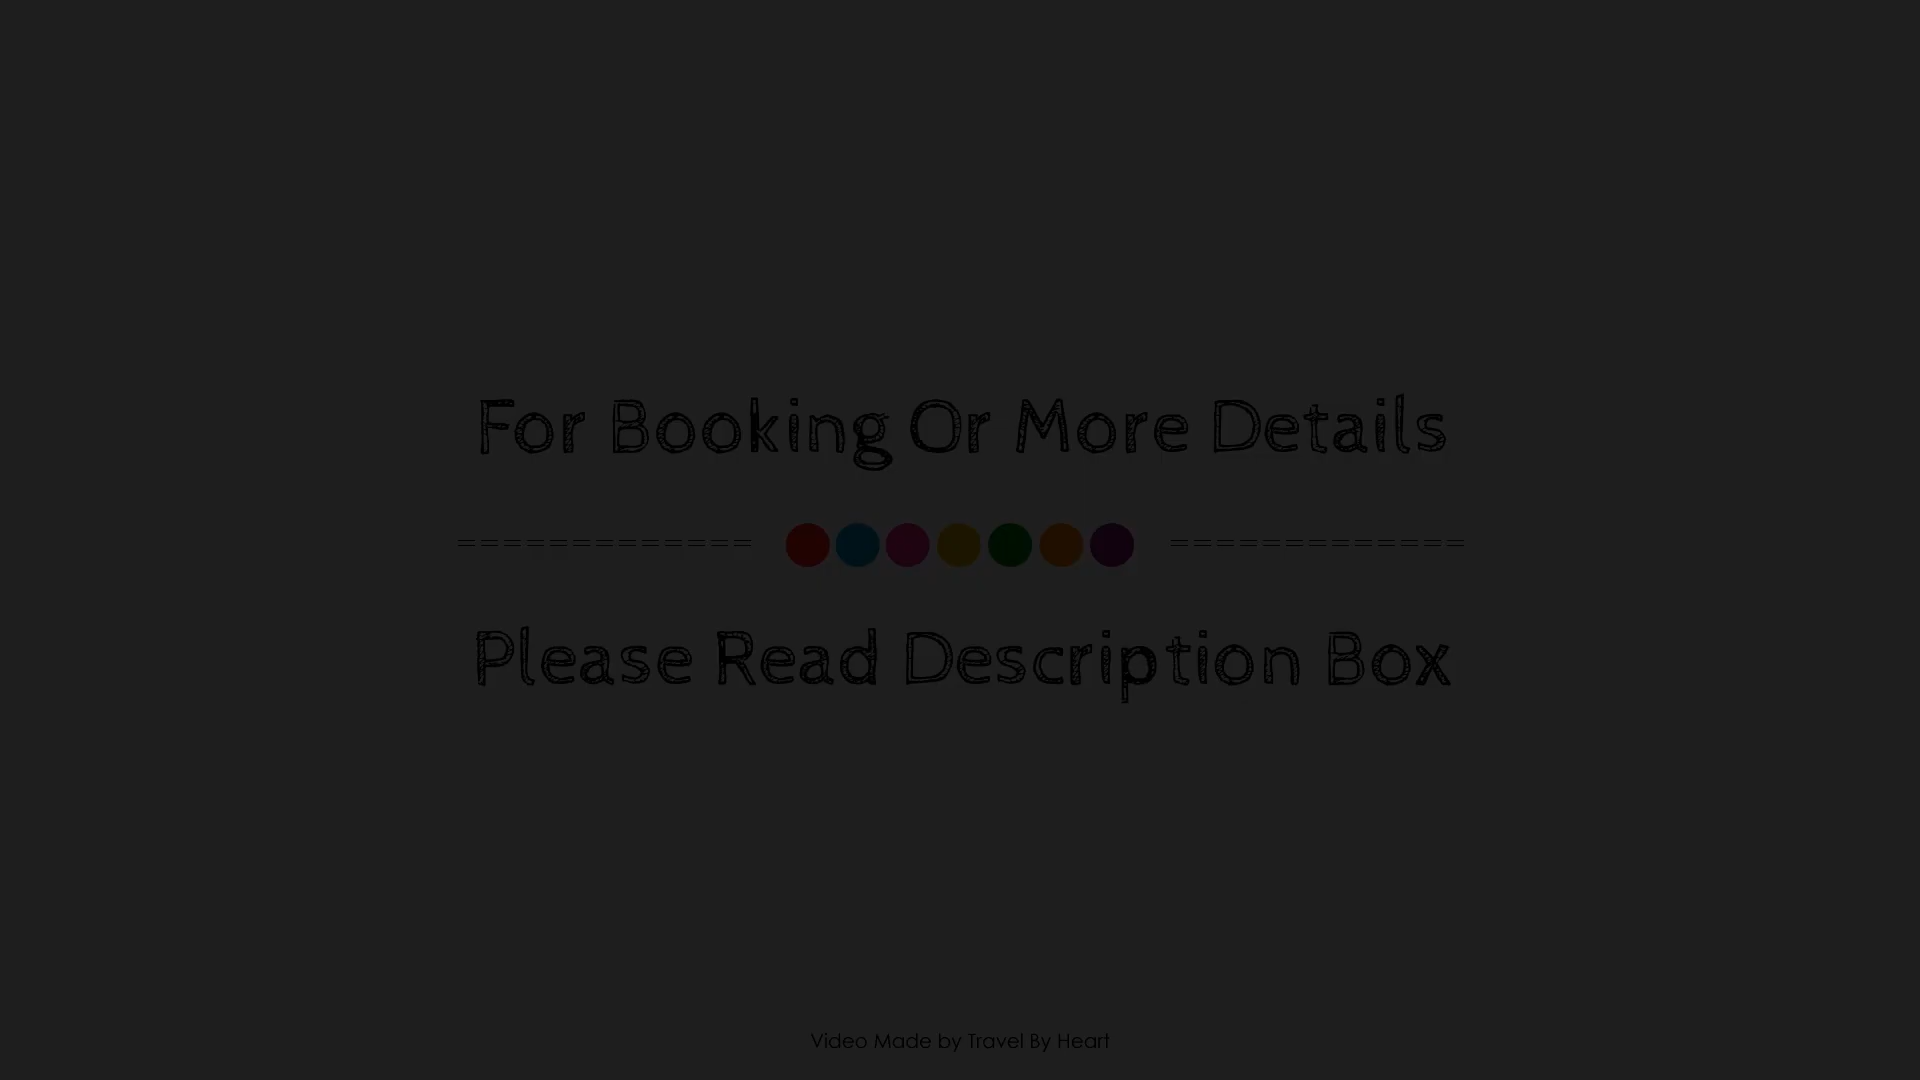 For Booking Or More Details
============= =============
Please Read Description Box
Video Made by Travel By Heart